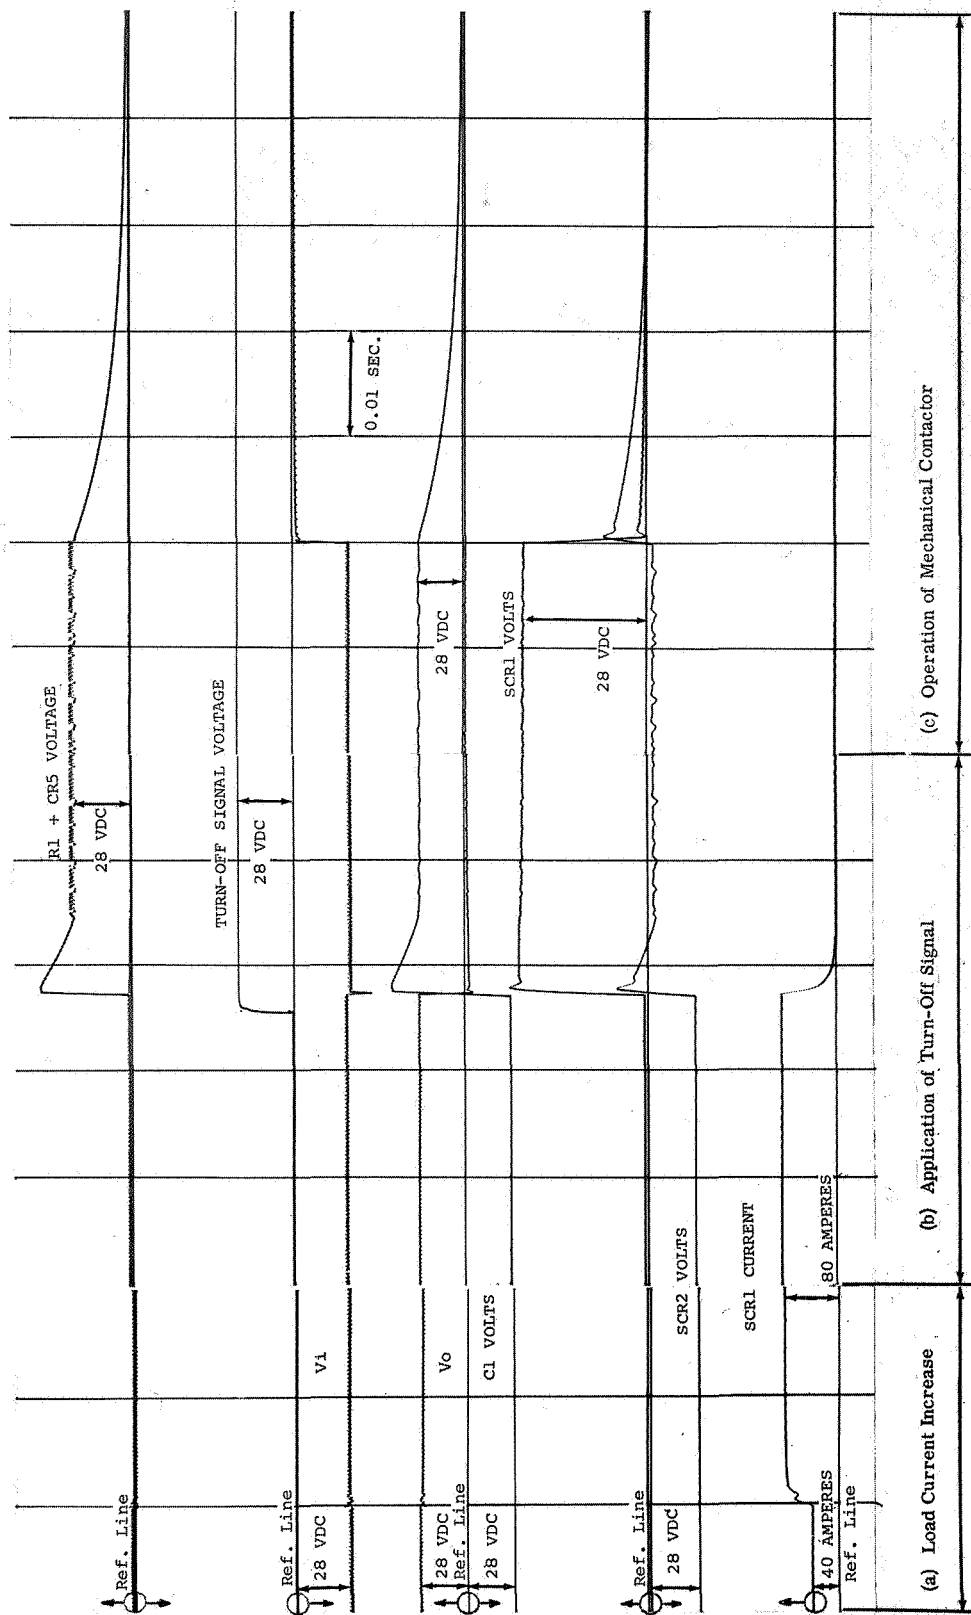 Ref. Line
R1 + CR5 VOLTAGE
28 VDC
TURN-OFF SIGNAL VOLTAGE
28 VDC
Ref. Line
28 VDC
Vi
0.01 SEC.
28 VDC
Vo
28 VDC
Ref. Line
28 VDC
C1 VOLTS
SCR1 VOLTS
28 VDC
Ref. Line
28 VDC
SCR2 VOLTS
SCR1 CURRENT
40 AMPERES
80 AMPERES
Ref. Line
(a) Load Current Increase
(b) Application of Turn-Off Signal
(c) Operation of Mechanical Contactor